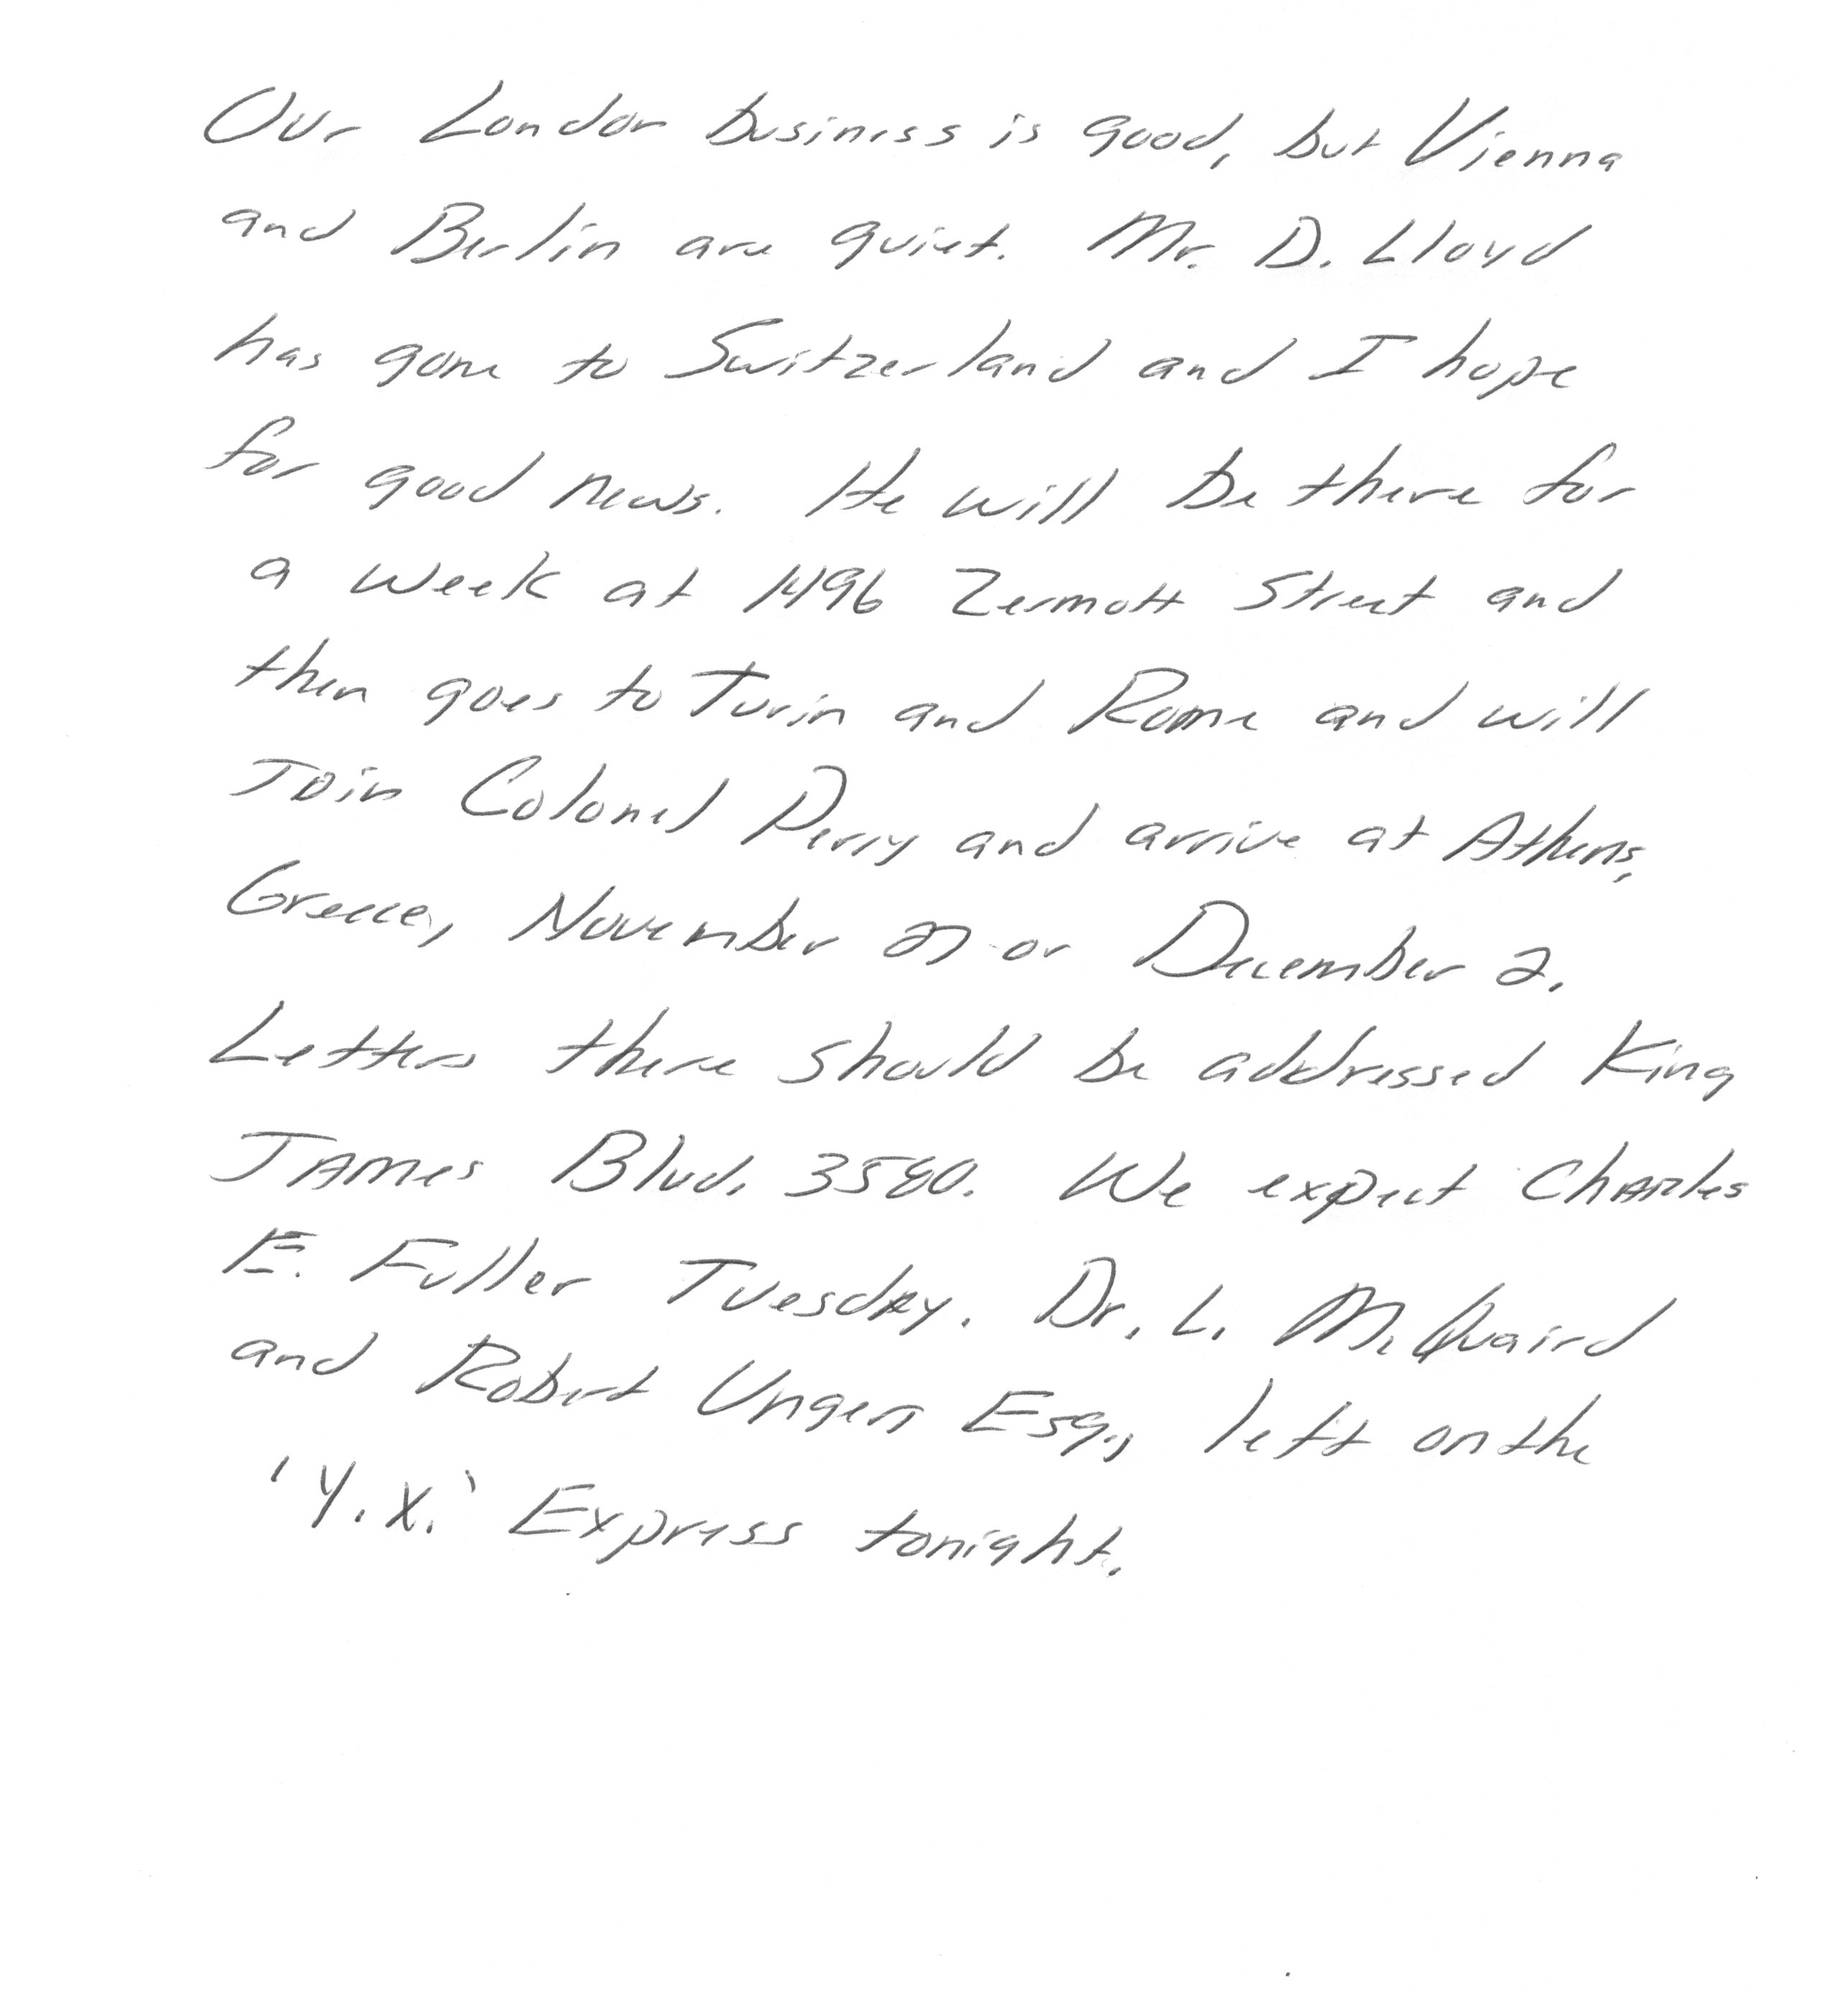 Our London business is good, but Vienna
and Berlin are quiet. Mr. D. Lloyd
has gone to Switzerland and I hope
for good news. He will be there for
a week at 1496 Zermott Street and
then goes to Turin and Rome and will
join Colonel Perry and arrive at Athens,
Greece, November 27 or December 2.
Letters there should be addressed King
James Blvd. 3580. We expect Charles
E. Fuller Tuesday. Dr. L. McQuaird
and Robert Unger, Esq., left on the
'Y.X.' Express tonight.